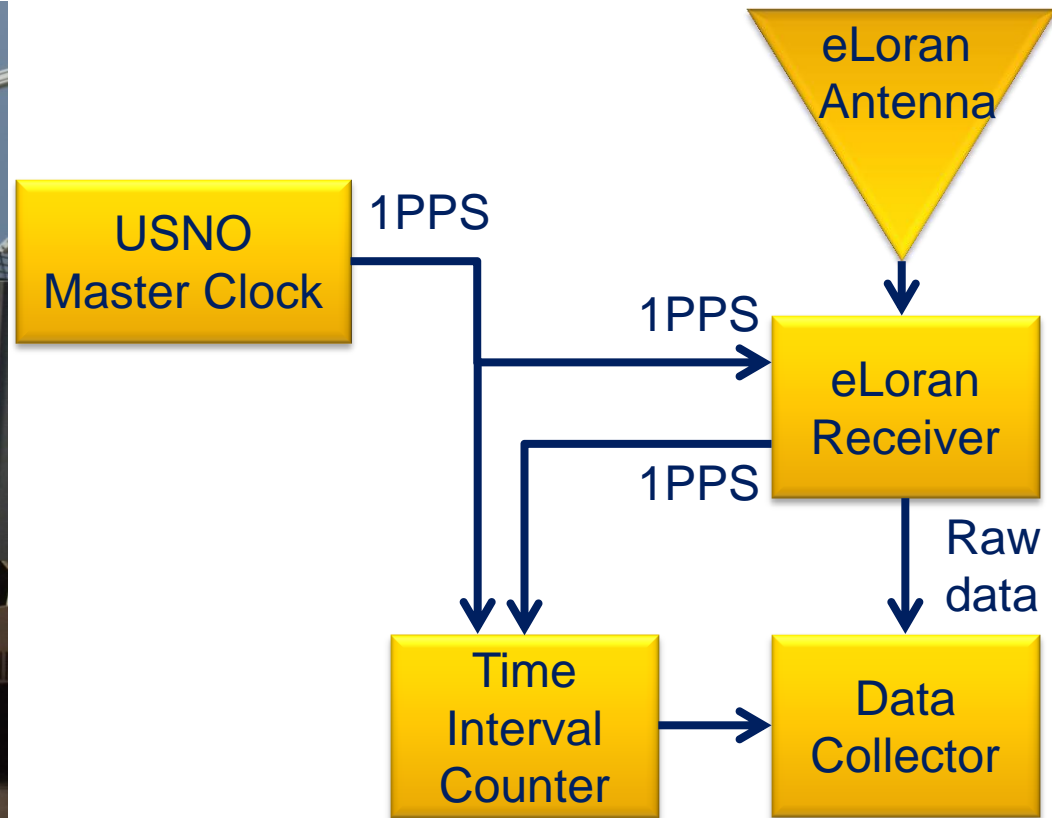 eLoran
Antenna
USNO
Master Clock
1PPS
1PPS
eLoran
Receiver
1PPS
Raw
data
Time
Interval
Counter
Data
Collector